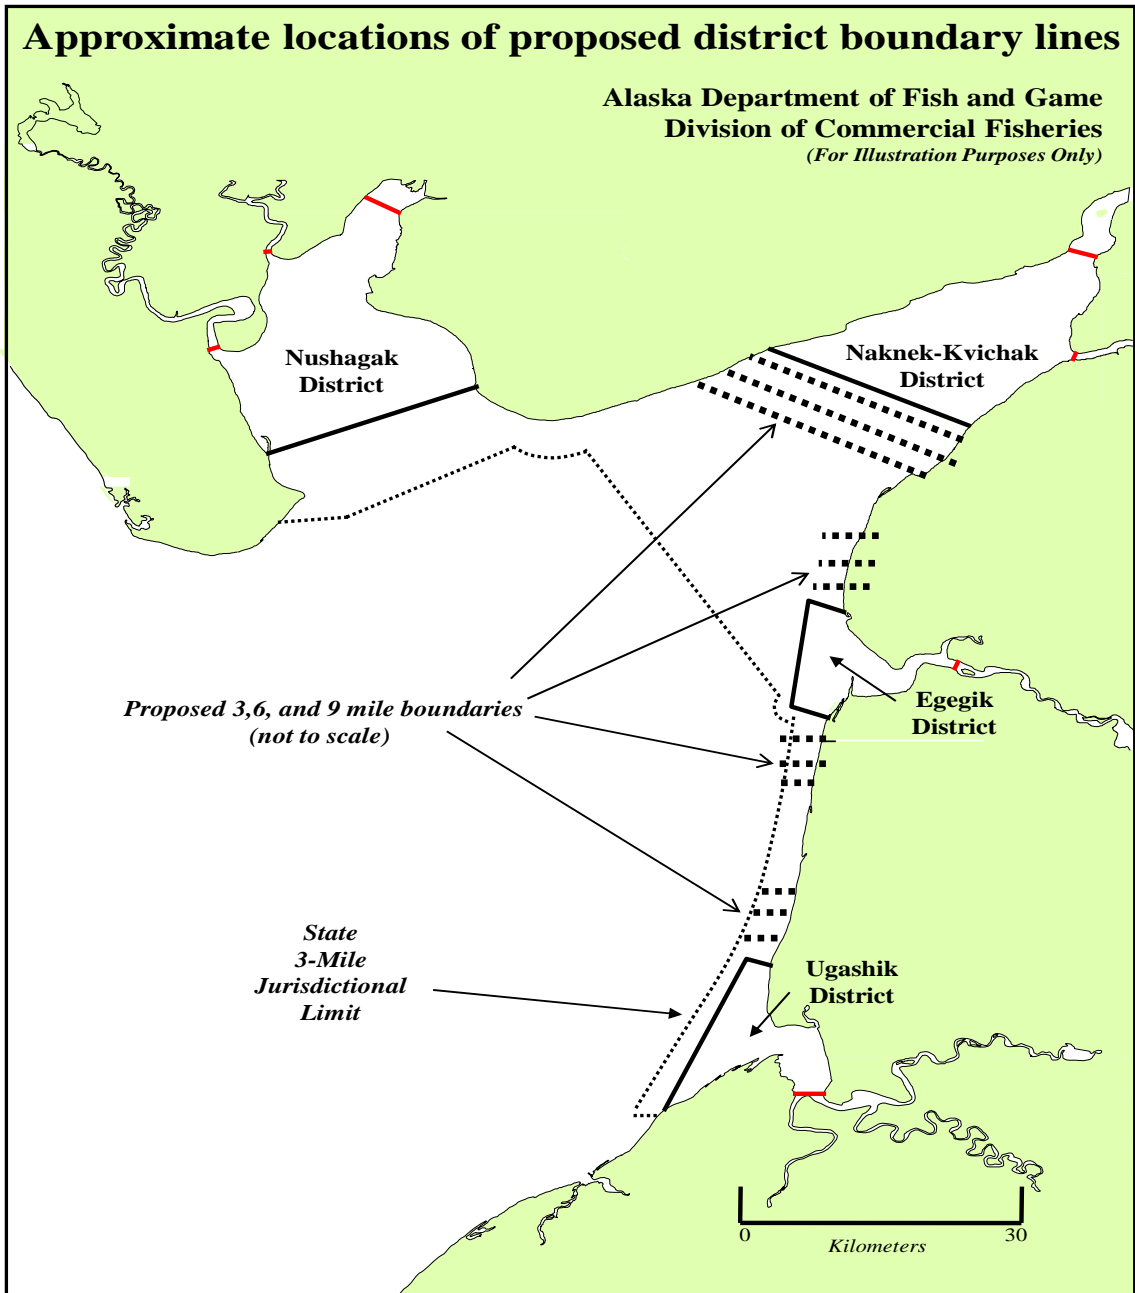 Approximate locations of proposed district boundary lines
Alaska Department of Fish and Game
Division of Commercial Fisheries
(For Illustration Purposes Only)
Nushagak
District
Naknek-Kvichak
District
Egegik
District
Proposed 3,6, and 9 mile boundaries
(not to scale)
State
3-Mile
Jurisdictional
Limit
Ugashik
District
0 30
Kilometers